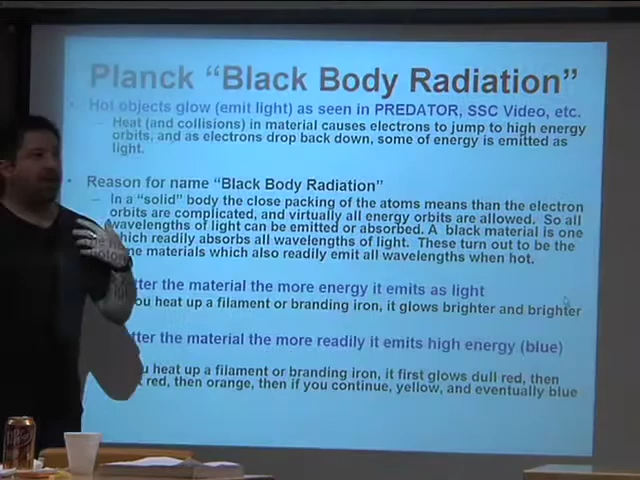 Planck “Black Body Radiation”
Hot objects glow (emit light) as seen in PREDATOR, SSC Video, etc.
– Heat (and collisions) in material causes electrons to jump to high energy
orbits, and as electrons drop back down, some of energy is emitted as
light.
• Reason for name “Black Body Radiation”
– In a “solid” body the close packing of the atoms means than the electron
orbits are complicated, and virtually all energy orbits are allowed. So all
wavelengths of light can be emitted or absorbed. A black material is one
which readily absorbs all wavelengths of light. These turn out to be the
me materials which also readily emit all wavelengths when hot.
tter the material the more energy it emits as light
ou heat up a filament or branding iron, it glows brighter and brighter
tter the material the more readily it emits high energy (blue)
u heat up a filament or branding iron, it first glows dull red, then
red, then orange, then if you continue, yellow, and eventually blue